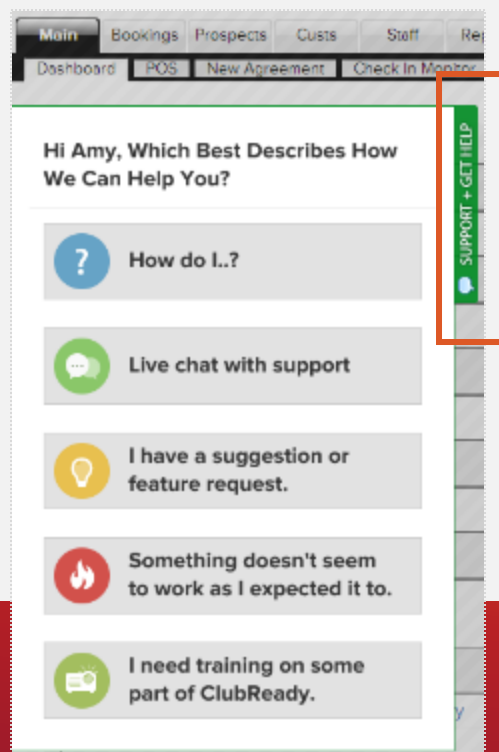 Main Bookings Prospects Custs Staff
Dashboard POS New Agreement Check In Monitor
Hi Amy, Which Best Describes How
We Can Help You?
SUPPORT + GET HELP
?
How do I..?
Live chat with support
I have a suggestion or
feature request.
Something doesn't seem
to work as I expected it to.
I need training on some
part of ClubReady.
y